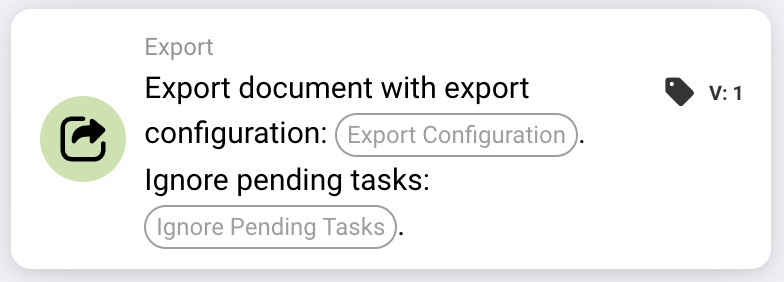 Export
Export document with export
V: 1
configuration: Export Configuration.
Ignore pending tasks:
Ignore Pending Tasks.